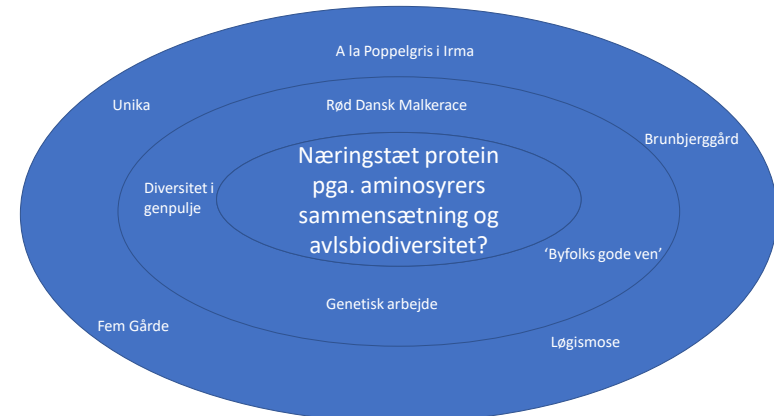 A la Poppelgris i Irma
Unika
Rød Dansk Malkerace
Brunbjerggård
Næringstæt protein
pga. aminosyrers
sammensætning og
avlsbiodiversitet?
Diversitet i
genpulje
‘Byfolks gode ven’
Genetisk arbejde
Fem Gårde
Løgismose